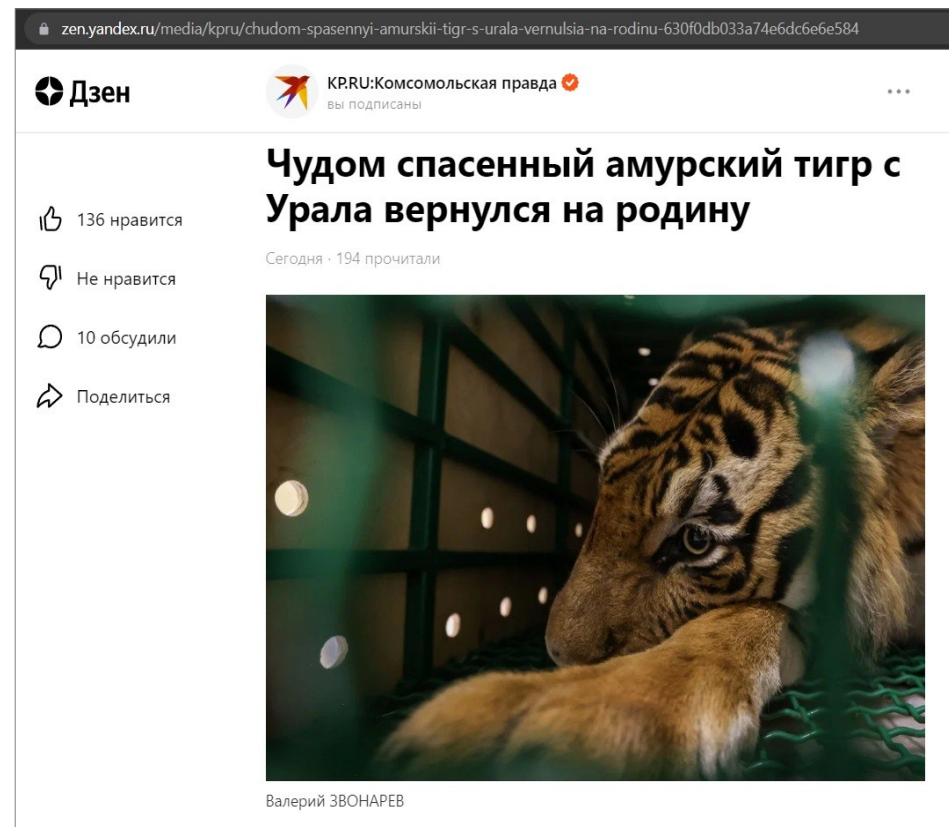 zen.yandex.ru/media/kpru/chudom-spasennyi-amurskii-tigr-s-urala-vernulsia-na-rodinu-630f0db033a74e6dc6e6e584
Дзен
KP.RU:Комсомольская правда
вы подписаны
Чудом спасенный амурский тигр с
Урала вернулся на родину
Сегодня · 194 прочитали
136 нравится
Не нравится
10 обсудили
Поделиться
Валерий ЗВОНАРЕВ